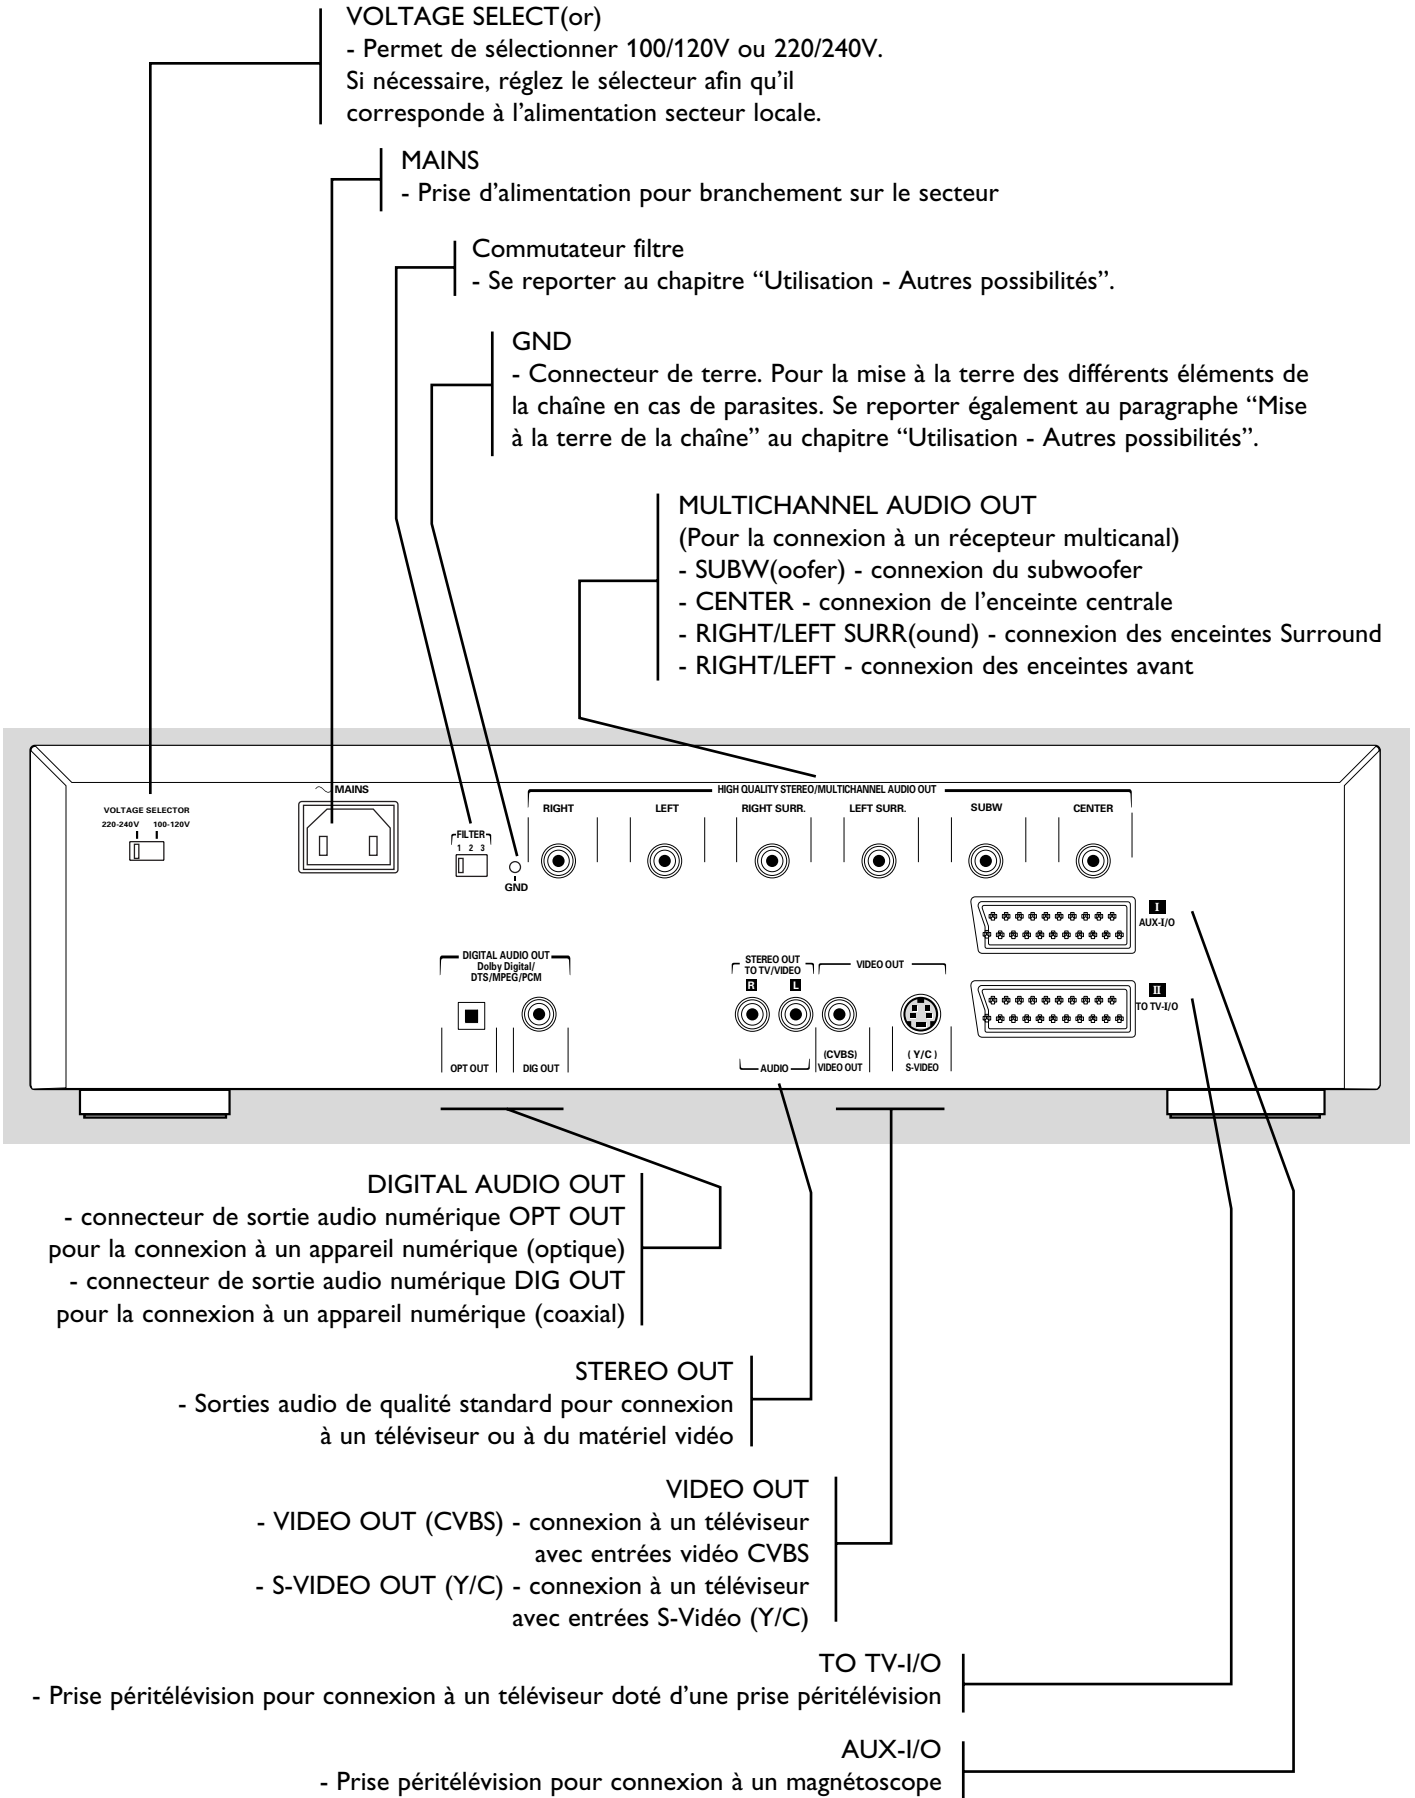 VOLTAGE SELECT(or)
- Permet de sélectionner 100/120V ou 220/240V.
Si nécessaire, réglez le sélecteur afin qu’il
corresponde à l’alimentation secteur locale.
MAINS
- Prise d’alimentation pour branchement sur le secteur
Commutateur filtre
- Se reporter au chapitre “Utilisation - Autres possibilités”.
GND
- Connecteur de terre. Pour la mise à la terre des différents éléments de
la chaîne en cas de parasites. Se reporter également au paragraphe “Mise
à la terre de la chaîne” au chapitre “Utilisation - Autres possibilités”.
MULTICHANNEL AUDIO OUT
(Pour la connexion à un récepteur multicanal)
- SUBW(oofer) - connexion du subwoofer
- CENTER - connexion de l’enceinte centrale
- RIGHT/LEFT SURR(ound) - connexion des enceintes Surround
- RIGHT/LEFT - connexion des enceintes avant
VOLTAGE SELECTOR
220-240V 100-120V
MAINS
FILTER
1 2 3
GND
HIGH QUALITY STEREO/MULTICHANNEL AUDIO OUT
RIGHT LEFT RIGHT SURR. LEFT SURR. SUBW CENTER
I
AUX-I/O
DIGITAL AUDIO OUT
Dolby Digital/
DTS/MPEG/PCM
OPT OUT DIG OUT
STEREO OUT
TO TV/VIDEO
R L
AUDIO
VIDEO OUT
(CVBS)
VIDEO OUT
(Y/C)
S-VIDEO
II
TO TV-I/O
DIGITAL AUDIO OUT
- connecteur de sortie audio numérique OPT OUT
pour la connexion à un appareil numérique (optique)
- connecteur de sortie audio numérique DIG OUT
pour la connexion à un appareil numérique (coaxial)
STEREO OUT
- Sorties audio de qualité standard pour connexion
à un téléviseur ou à du matériel vidéo
VIDEO OUT
- VIDEO OUT (CVBS) - connexion à un téléviseur
avec entrées vidéo CVBS
- S-VIDEO OUT (Y/C) - connexion à un téléviseur
avec entrées S-Vidéo (Y/C)
TO TV-I/O
- Prise péritélévision pour connexion à un téléviseur doté d’une prise péritélévision
AUX-I/O
- Prise péritélévision pour connexion à un magnétoscope